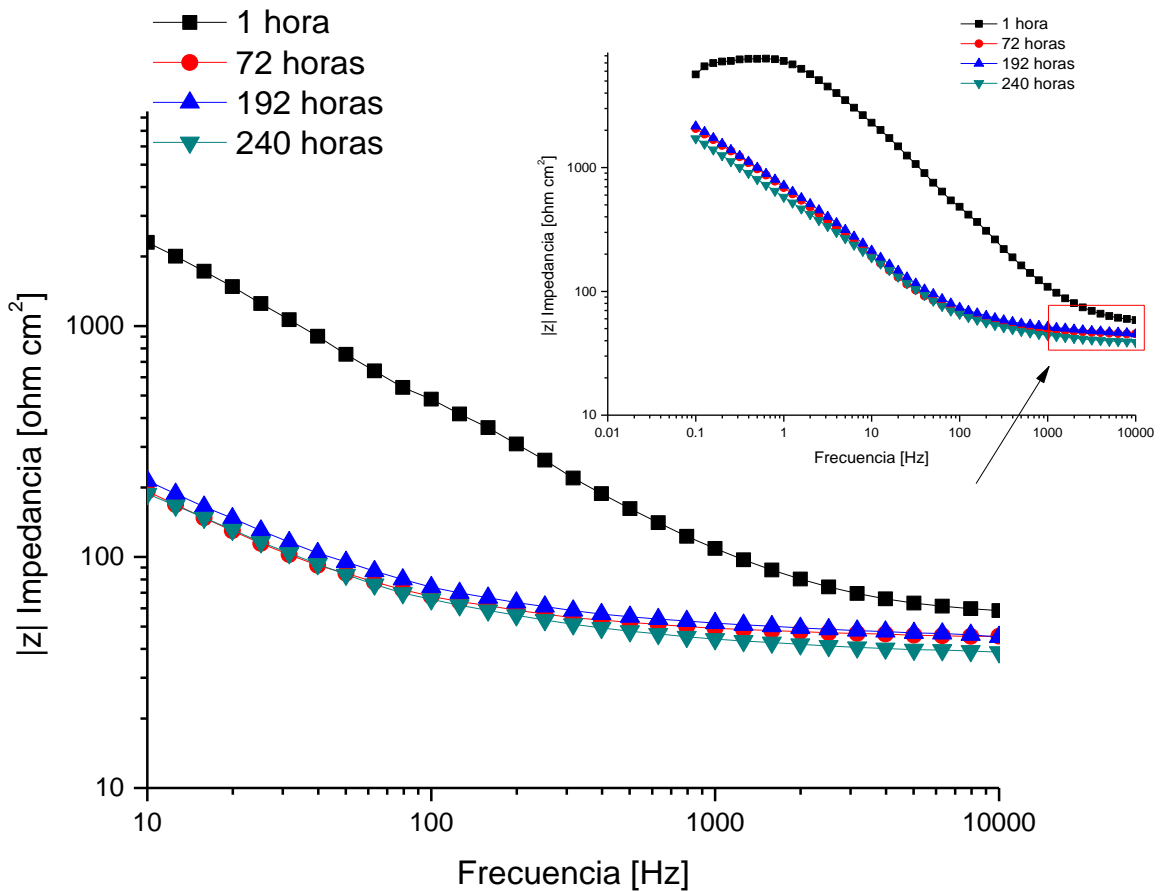 1 hora
72 horas
192 horas
240 horas
|z| Impedancia [ohm cm²]
1000
100
10
10
100
1000
10000
Frecuencia [Hz]
1 hora
72 horas
192 horas
240 horas
|z| Impedancia [ohm cm²]
1000
100
10
0.01
0.1
1
10
100
1000
10000
Frecuencia [Hz]